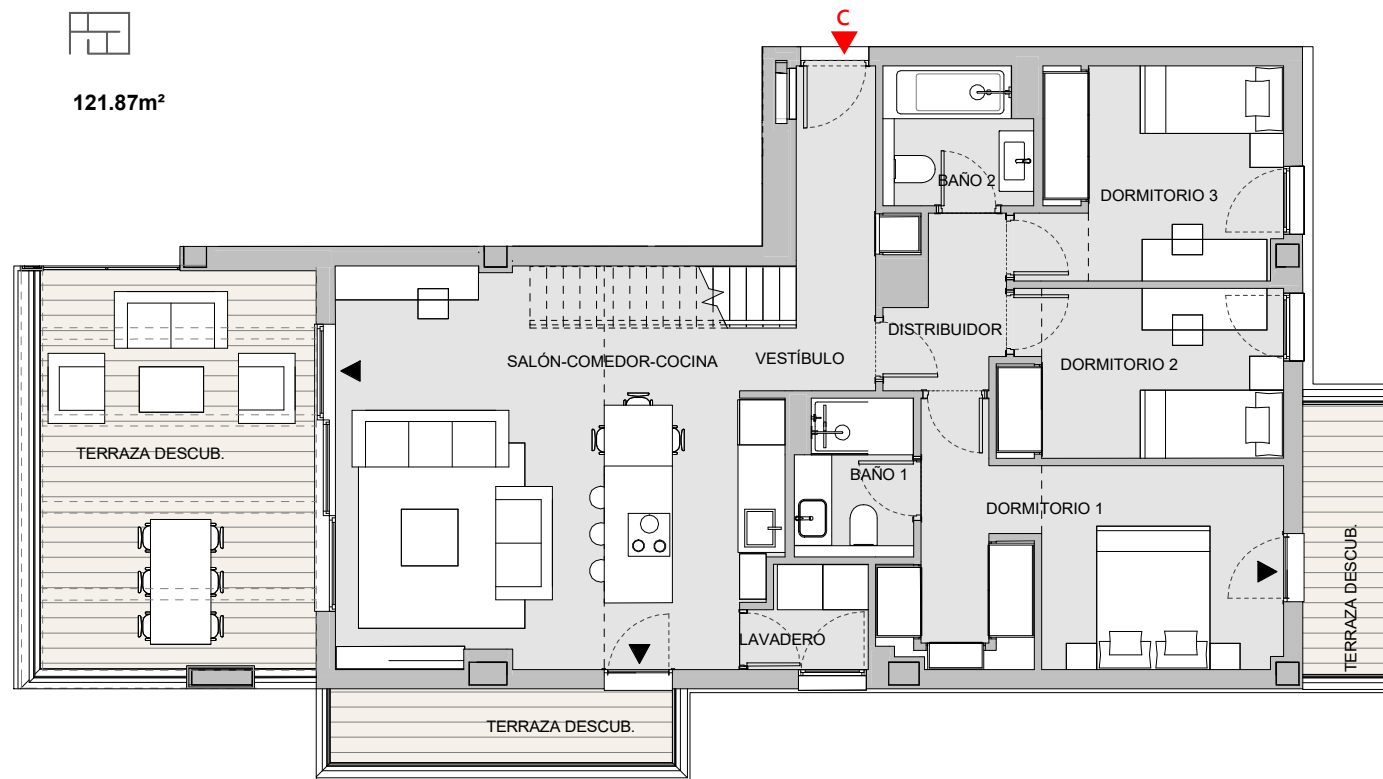 C
121.87m²
BAÑO 2
DORMITORIO 3
DISTRIBUIDOR
SALÓN-COMEDOR-COCINA
VESTÍBULO
DORMITORIO 2
TERRAZA DESCUB.
BAÑO 1
DORMITORIO 1
TERRAZA DESCUB.
LAVADERO
TERRAZA DESCUB.